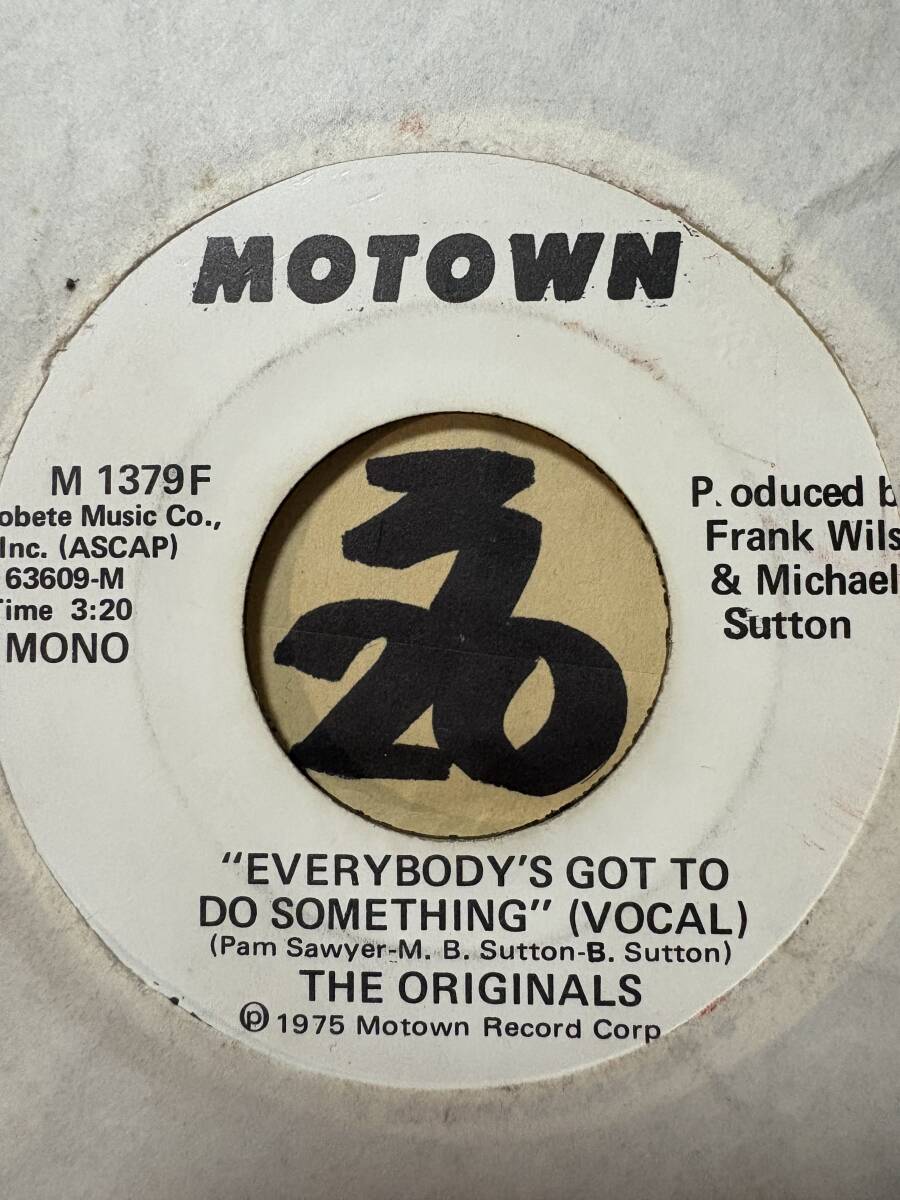 MOTOWN
M 1379F
obete Music Co.,
Inc. (ASCAP)
63609-M
Time 3:20
MONO
P. oduced b
Frank Wils
& Michael
Sutton
20
"EVERYBODY'S GOT TO
DO SOMETHING" (VOCAL)
(Pam Sawyer-M. B. Sutton-B. Sutton)
THE ORIGINALS
℗ 1975 Motown Record Corp